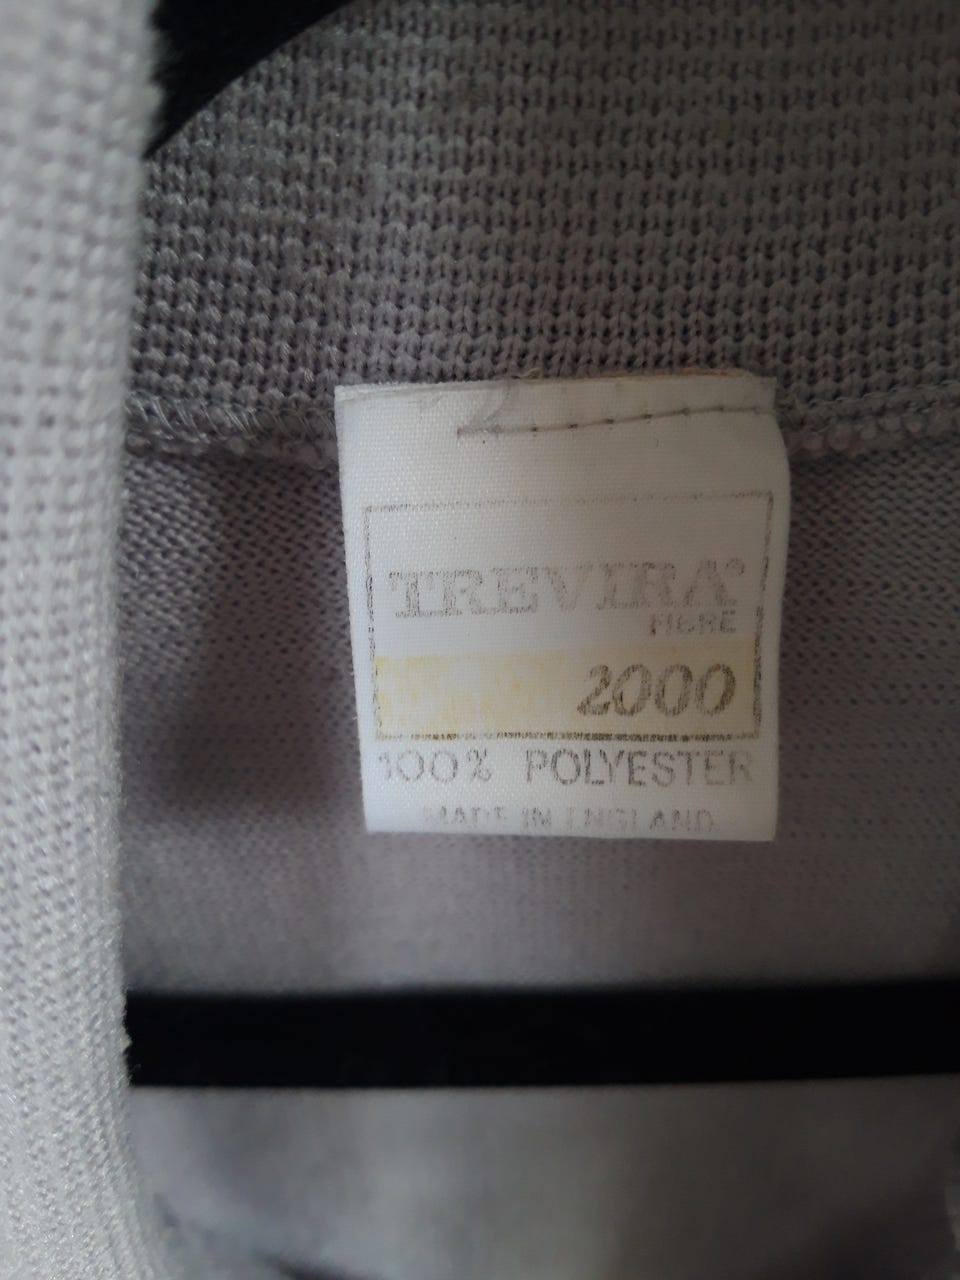 TREVIRA®
FIBRE
2000
100% POLYESTER
MADE IN ENGLAND